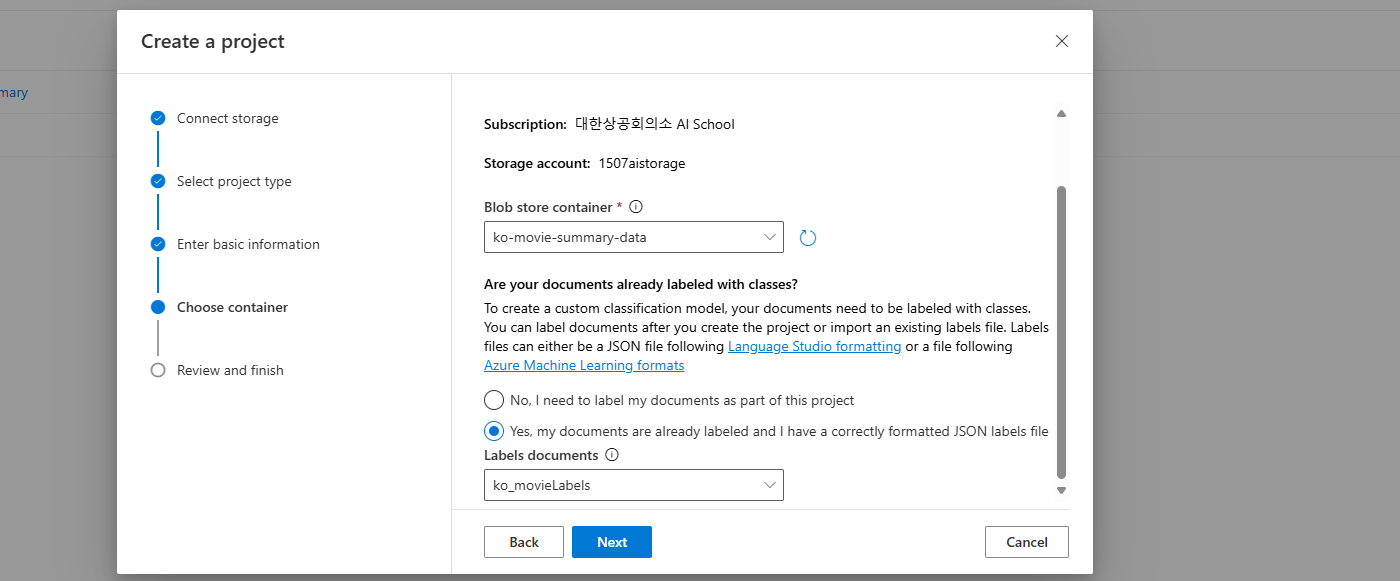 Create a project
mary
Connect storage
Select project type
Enter basic information
Choose container
Review and finish
Subscription: 대한상공회의소 AI School
Storage account: 1507aistorage
Blob store container *
ko-movie-summary-data
Are your documents already labeled with classes?
To create a custom classification model, your documents need to be labeled with classes.
You can label documents after you create the project or import an existing labels file. Labels
files can either be a JSON file following Language Studio formatting or a file following
Azure Machine Learning formats
No, I need to label my documents as part of this project
Yes, my documents are already labeled and I have a correctly formatted JSON labels file
Labels documents
ko_movieLabels
Back
Next
Cancel